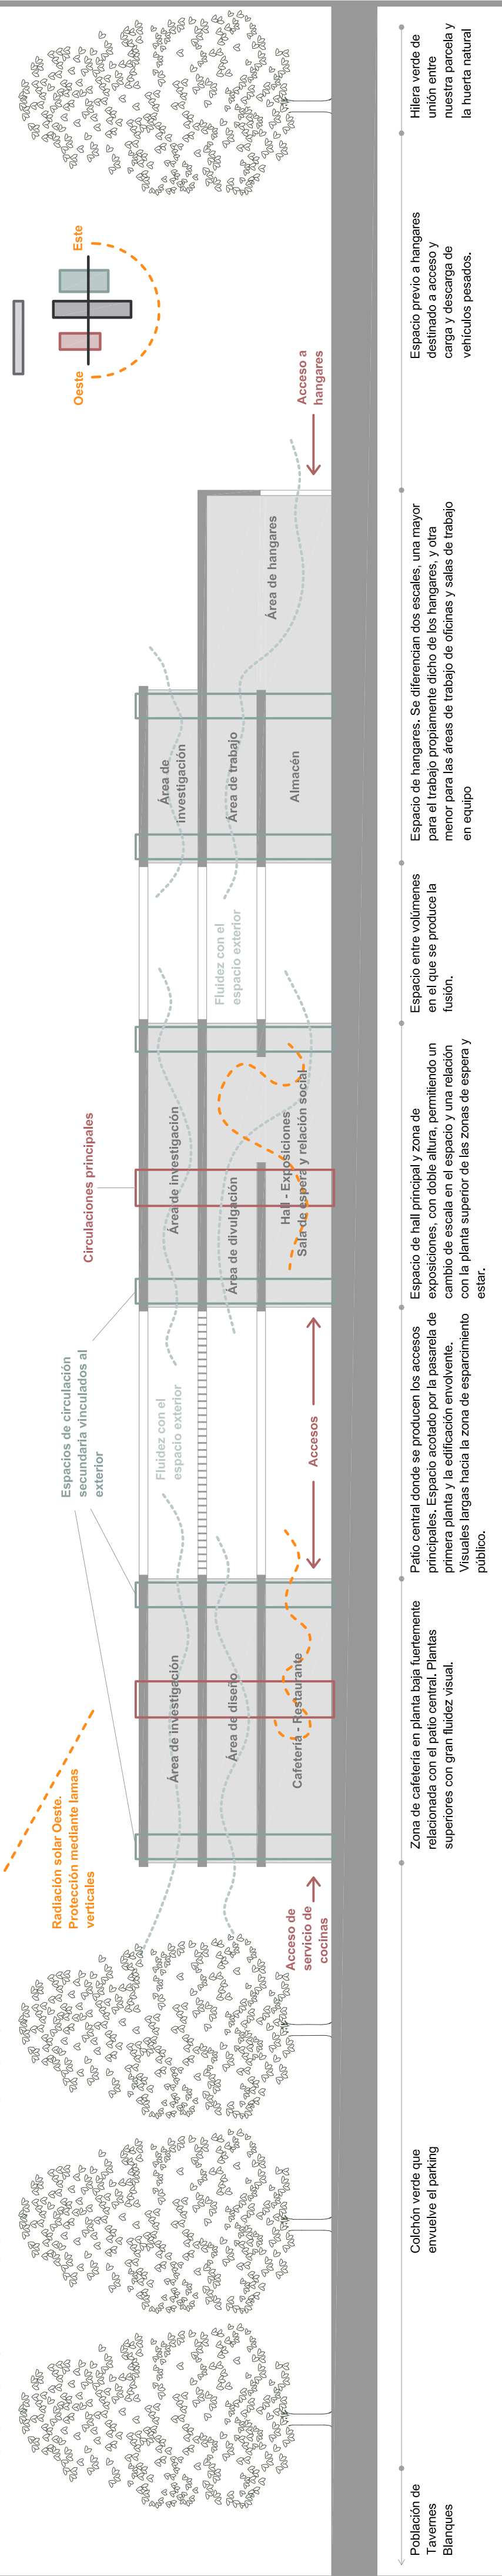 Radiación solar Oeste.
Protección mediante lamas
verticales
Espacios de circulación
secundaria vinculados al
exterior
Circulaciones principales
Oeste
Este
Área de investigación
Área de diseño
Cafetería - Restaurante
Acceso de
servicio de
cocinas
Fluidez con el
espacio exterior
Accesos
Área de investigación
Área de divulgación
Hall - Exposiciones
Sala de espera y relación social
Fluidez con el
espacio exterior
Área de
investigación
Área de trabajo
Almacén
Área de hangares
Acceso a
hangares
Población de
Tavernes
Blanques
Colchón verde que
envuelve el parking
Zona de cafetería en planta baja fuertemente
relacionada con el patio central. Plantas
superiores con gran fluidez visual.
Patio central donde se producen los accesos
principales. Espacio acotado por la pasarela de
primera planta y la edificación envolvente.
Visuales largas hacia la zona de esparcimiento
público.
Espacio de hall principal y zona de
exposiciones, con doble altura, permitiendo un
cambio de escala en el espacio y una relación
con la planta superior de las zonas de espera y
estar.
Espacio entre volúmenes
en el que se produce la
fusión.
Espacio de hangares. Se diferencian dos escales, una mayor
para el trabajo propiamente dicho de los hangares, y otra
menor para las áreas de trabajo de oficinas y salas de trabajo
en equipo
Espacio previo a hangares
destinado a acceso y
carga y descarga de
vehículos pesados.
Hilera verde de
unión entre
nuestra parcela y
la huerta natural